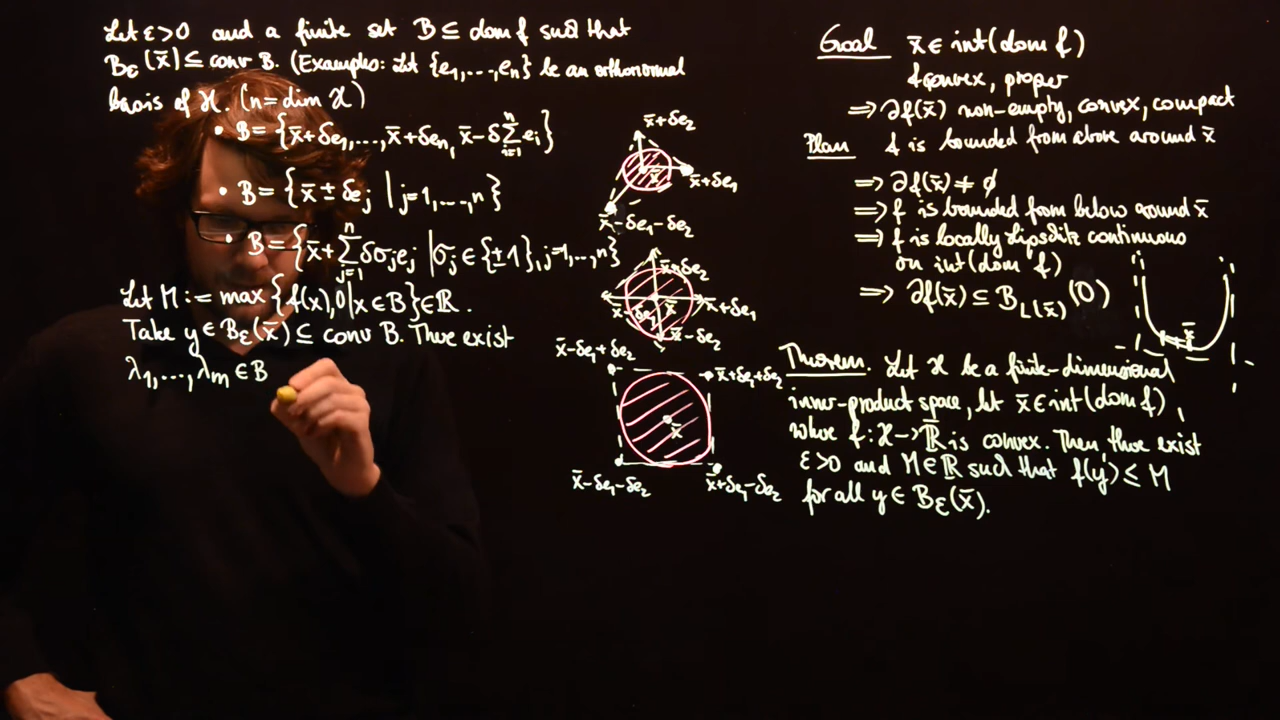 Let ε>0 and a finite set B ⊆ dom f such that
B_ε(x̄) ⊆ conv B. (Examples: Let {e_1,...,e_n} be an orthonormal
basis of X. (n = dim X)
• B = {x̄+δe_1,...,x̄+δe_n, x̄-δ∑_{i=1}^n e_i}
• B = {x̄ ± δe_j | j=1,...,n}
• B = {x̄+∑_{j=1}^n δσ_j e_j | σ_j ∈ {±1}, j=1,...,n}
Let M := max {f(x),0 | x ∈ B} ∈ ℝ.
Take y ∈ B_ε(x̄) ⊆ conv B. There exist
λ_1,...,λ_m ∈ B
x̄+δe_2
x̄
x̄+δe_1
x̄-δe_1-δe_2
x̄+δe_2
x̄-δe_1
x̄
x̄+δe_1
x̄-δe_2
x̄-δe_1+δe_2
x̄+δe_1+δe_2
x̄
x̄-δe_1-δe_2
x̄+δe_1-δe_2
Goal x̄ ∈ int(dom f)
f convex, proper
⟹ ∂f(x̄) non-empty, convex, compact
Plan f is bounded from above around x̄
⟹ ∂f(x̄) ≠ ∅
⟹ f is bounded from below around x̄
⟹ f is locally Lipschitz continuous
on int(dom f)
⟹ ∂f(x̄) ⊆ B_{L(x̄)}(0)
x̄
Theorem. Let X be a finite-dimensional
inner-product space, let x̄ ∈ int(dom f),
where f: X → ℝ̄ is convex. Then there exist
ε>0 and M ∈ ℝ such that f(y) ≤ M
for all y ∈ B_ε(x̄).